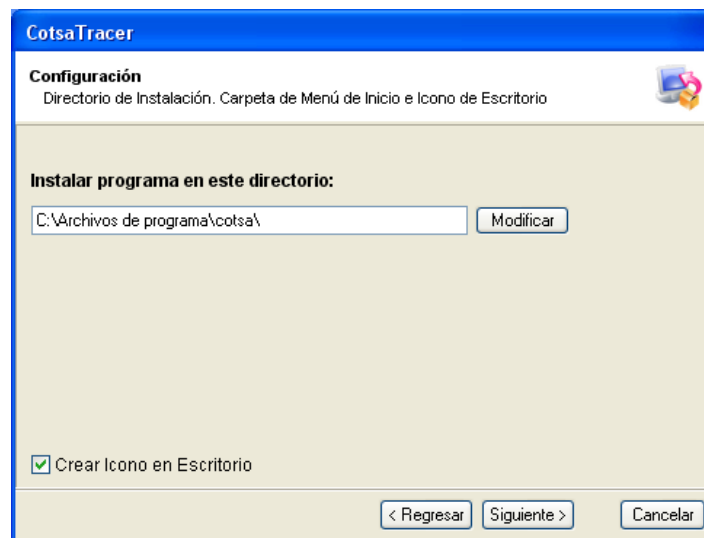 CotsaTracer
Configuración
Directorio de Instalación. Carpeta de Menú de Inicio e Icono de Escritorio
Instalar programa en este directorio:
C:\Archivos de programa\cotsa\
Modificar
Crear Icono en Escritorio
< Regresar
Siguiente >
Cancelar